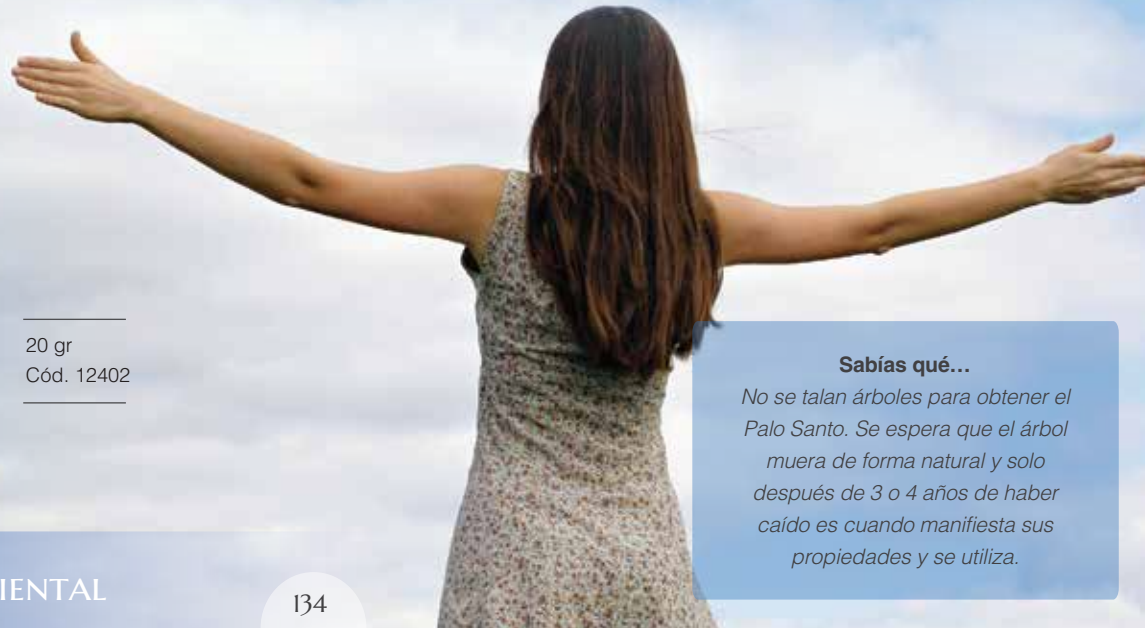 20 gr
Cód. 12402
Sabías qué...
No se talan árboles para obtener el
Palo Santo. Se espera que el árbol
muera de forma natural y solo
después de 3 o 4 años de haber
caído es cuando manifiesta sus
propiedades y se utiliza.
IENTAL
134